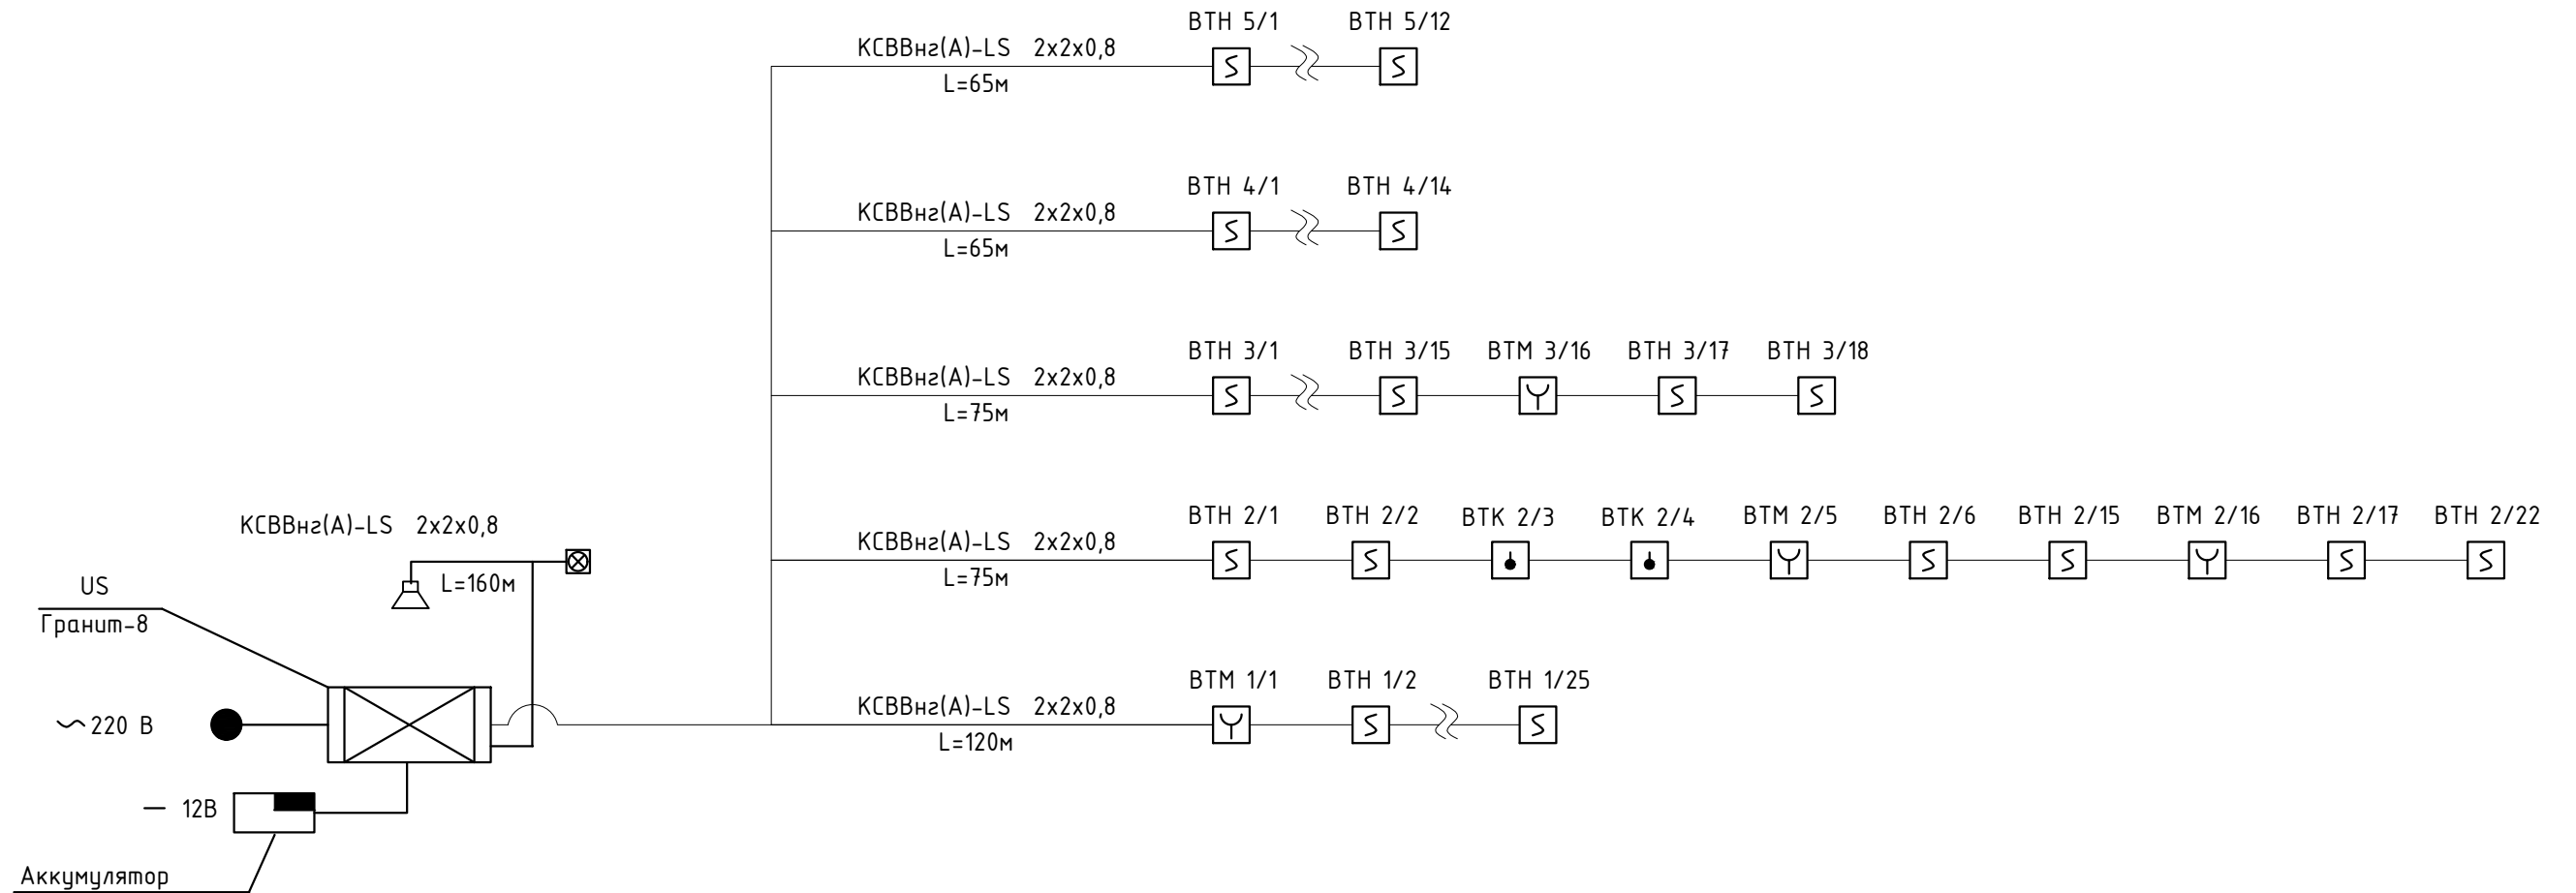 ВТН 5/1 ВТН 5/12
КСВВнг(А)-LS 2х2х0,8
L=65м
ВТН 4/1 ВТН 4/14
КСВВнг(А)-LS 2х2х0,8
L=65м
ВТН 3/1 ВТН 3/15 ВТМ 3/16 ВТН 3/17 ВТН 3/18
КСВВнг(А)-LS 2х2х0,8
L=75м
ВТН 2/1 ВТН 2/2 ВТК 2/3 ВТК 2/4 ВТМ 2/5 ВТН 2/6 ВТН 2/15 ВТМ 2/16 ВТН 2/17 ВТН 2/22
КСВВнг(А)-LS 2х2х0,8
L=75м
КСВВнг(А)-LS 2х2х0,8
L=160м
US
Гранит-8
ВТМ 1/1 ВТН 1/2 ВТН 1/25
КСВВнг(А)-LS 2х2х0,8
L=120м
~220 В
— 12В
Аккумулятор